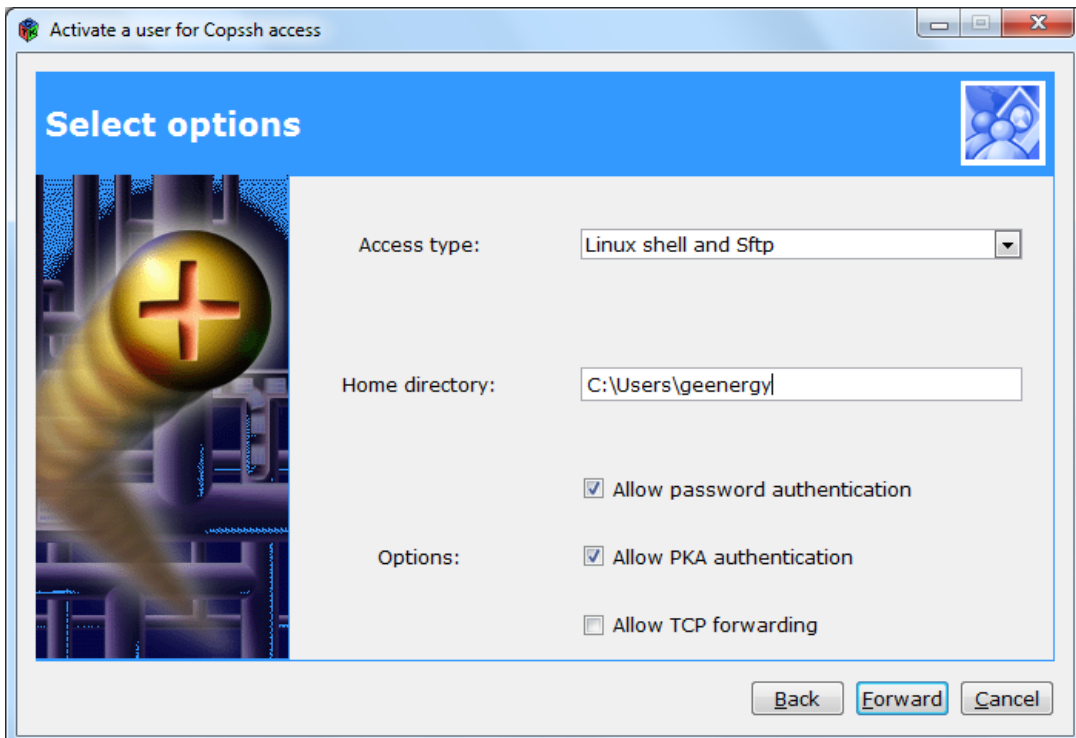 Activate a user for Copssh access
Select options
Access type: Linux shell and Sftp
Home directory: C:\Users\geenergy
Allow password authentication
Options: Allow PKA authentication
Allow TCP forwarding
Back Forward Cancel